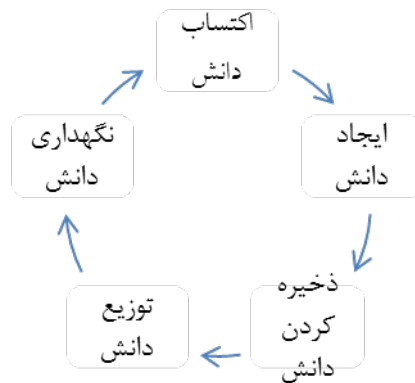 اکتساب
دانش
ایجاد
دانش
ذخیره
کردن
دانش
توزیع
دانش
نگهداری
دانش